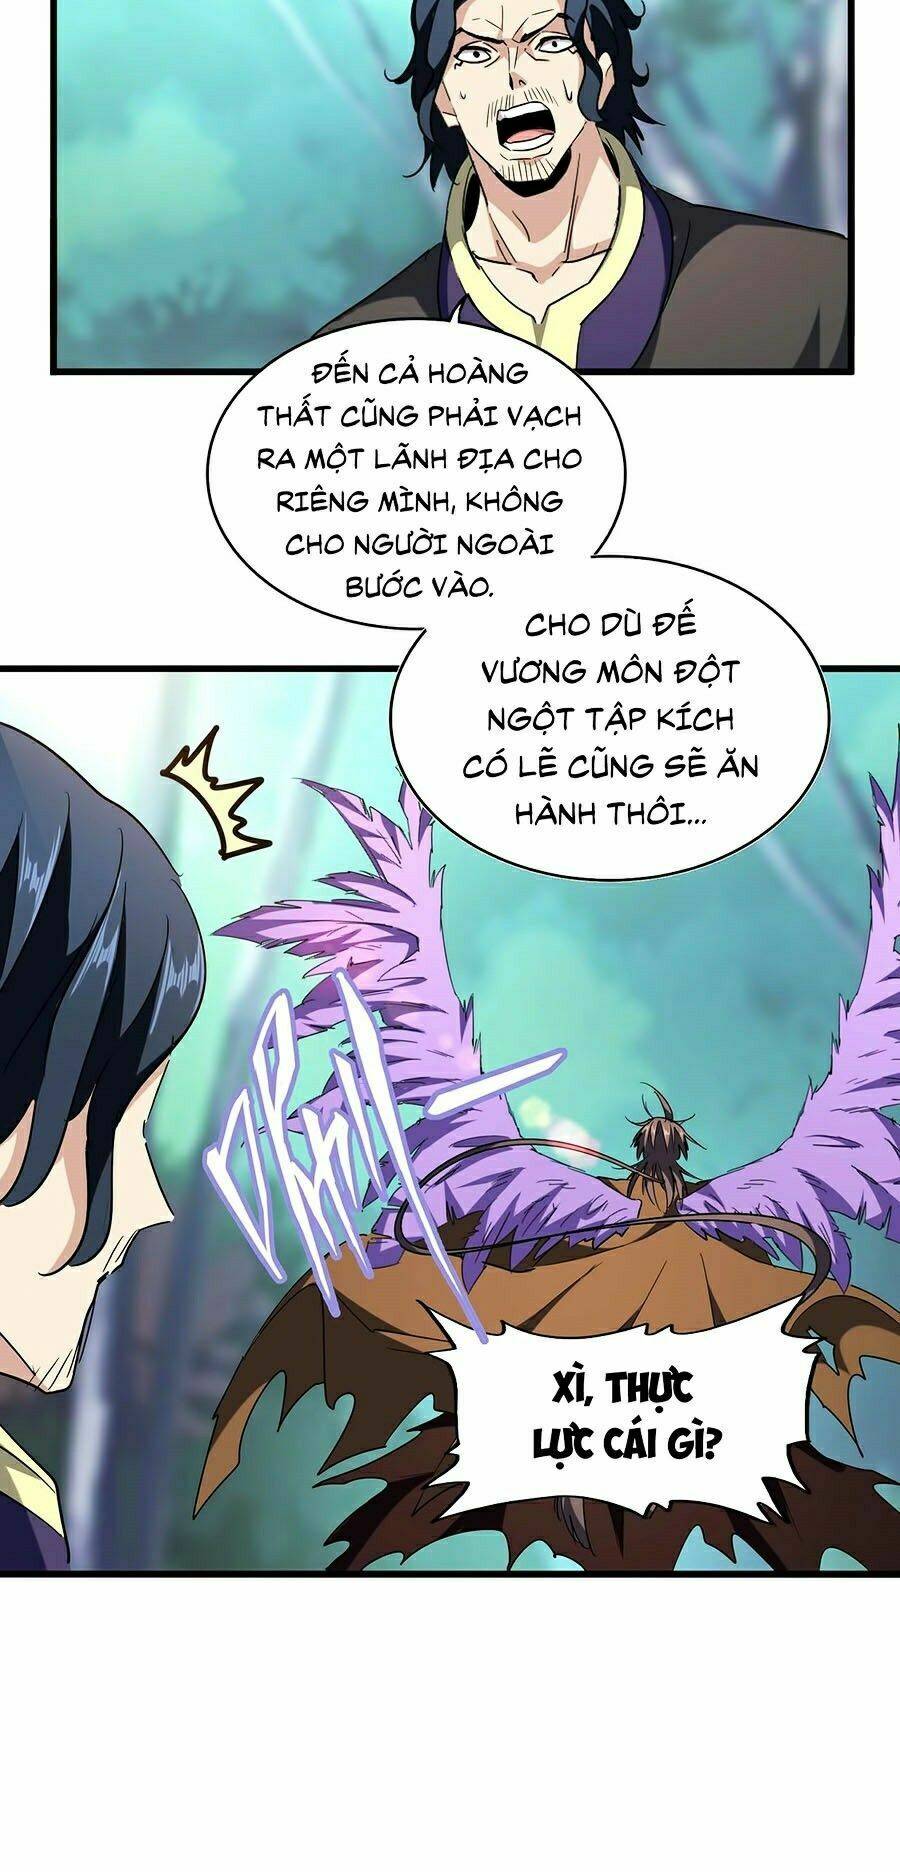 ĐẾN CẢ HOÀNG
THẤT CŨNG PHẢI VẠCH
RA MỘT LÃNH ĐỊA CHO
RIÊNG MÌNH, KHÔNG
CHO NGƯỜI NGOÀI
BƯỚC VÀO.
CHO DÙ ĐẾ
VƯƠNG MÔN ĐỘT
NGỘT TẬP KÍCH
CÓ LẼ CŨNG SẼ ĂN
HÀNH THÔI...
XÌ, THỰC
LỰC CÁI GÌ?